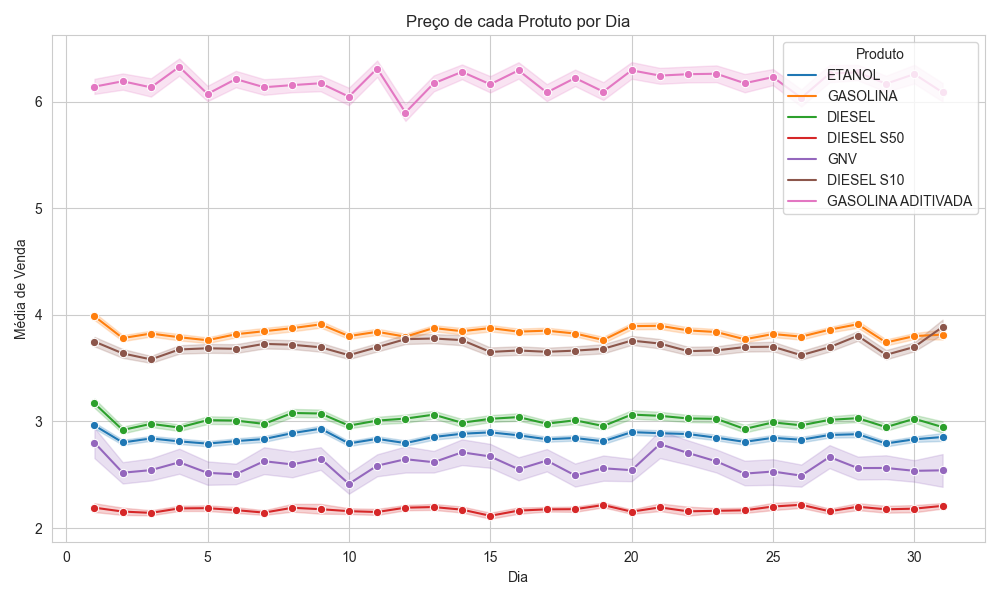 Preço de cada Protuto por Dia
Produto
ETANOL
GASOLINA
DIESEL
DIESEL S50
GNV
DIESEL S10
GASOLINA ADITIVADA
Média de Venda
6
5
4
3
2
0
5
10
15
20
25
30
Dia